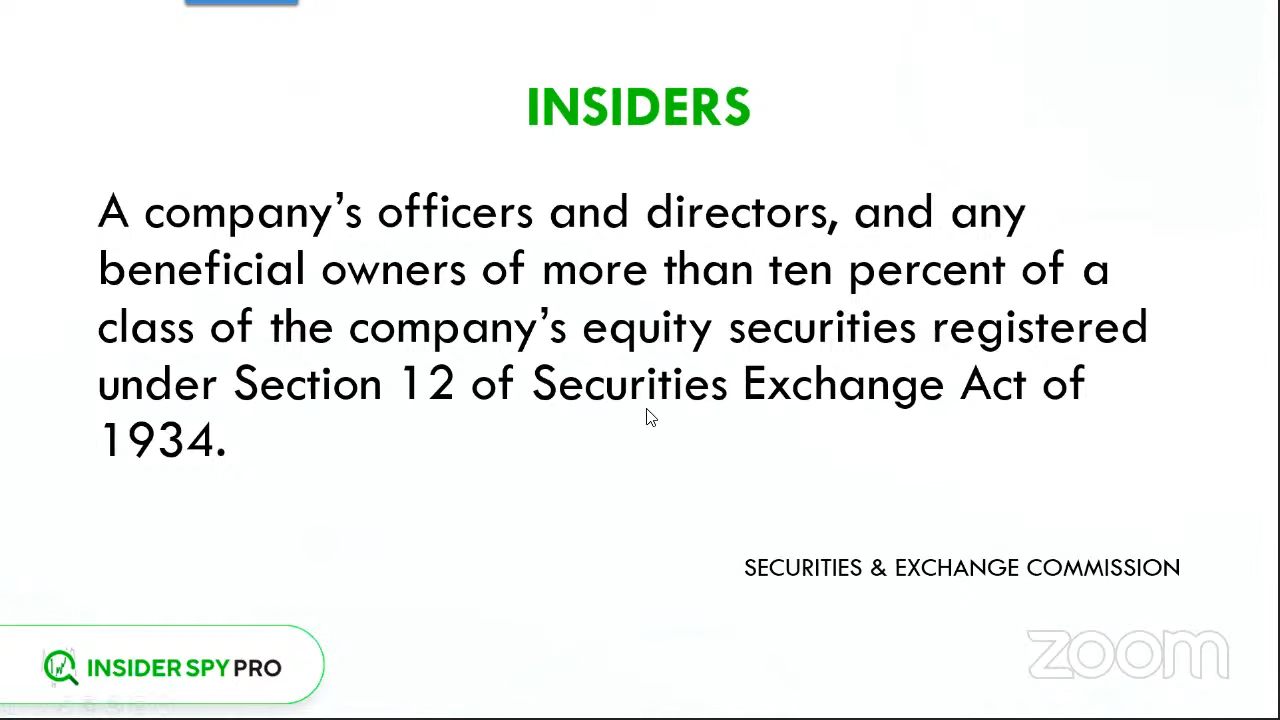 INSIDERS
A company’s officers and directors, and any
beneficial owners of more than ten percent of a
class of the company’s equity securities registered
under Section 12 of Securities Exchange Act of
1934.
SECURITIES & EXCHANGE COMMISSION
INSIDER SPY PRO
zoom